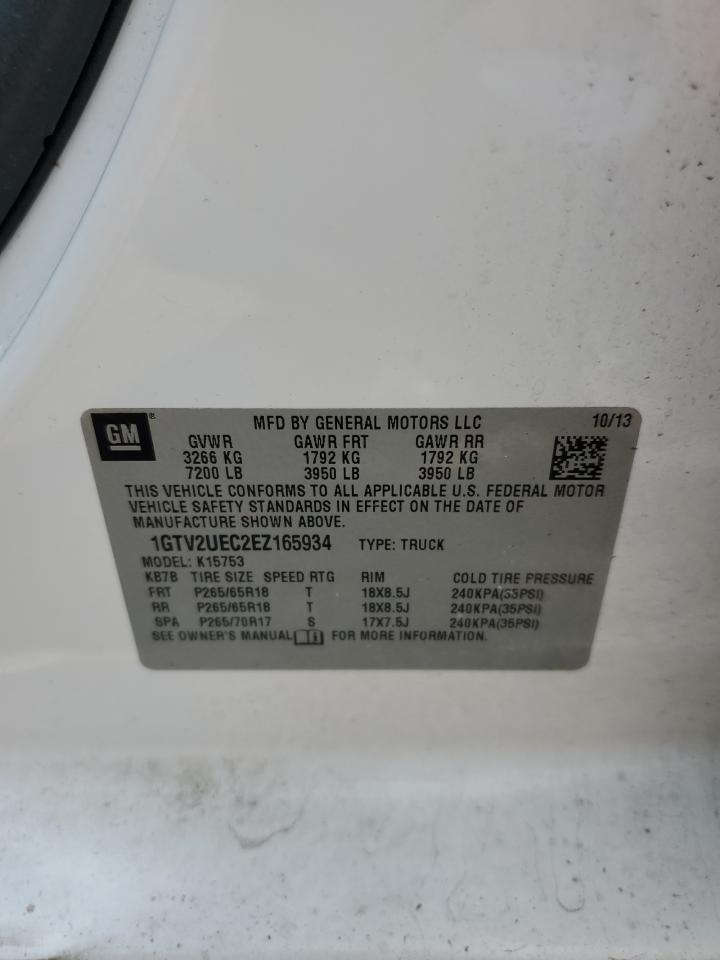 GM®
MFD BY GENERAL MOTORS LLC 10/13
GVWR GAWR FRT GAWR RR
3266 KG 1792 KG 1792 KG
7200 LB 3950 LB 3950 LB
THIS VEHICLE CONFORMS TO ALL APPLICABLE U.S. FEDERAL MOTOR
VEHICLE SAFETY STANDARDS IN EFFECT ON THE DATE OF
MANUFACTURE SHOWN ABOVE.
1GTV2UEC2EZ165934 TYPE: TRUCK
MODEL: K15753
KB7B TIRE SIZE SPEED RTG RIM COLD TIRE PRESSURE
FRT P265/65R18 T 18X8.5J 240KPA(35PSI)
RR P265/65R18 T 18X8.5J 240KPA(35PSI)
SPA P265/70R17 S 17X7.5J 240KPA(35PSI)
SEE OWNER'S MANUAL FOR MORE INFORMATION.